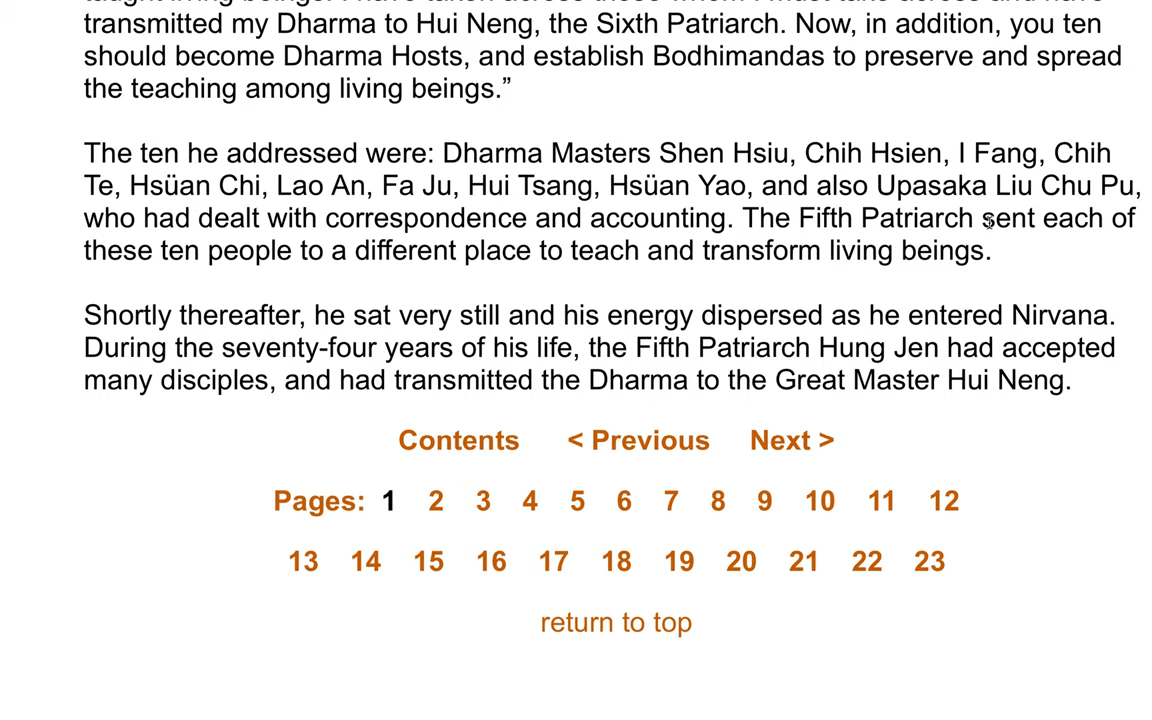 transmitted my Dharma to Hui Neng, the Sixth Patriarch. Now, in addition, you ten
should become Dharma Hosts, and establish Bodhimandas to preserve and spread
the teaching among living beings.”
The ten he addressed were: Dharma Masters Shen Hsiu, Chih Hsien, I Fang, Chih
Te, Hsüan Chi, Lao An, Fa Ju, Hui Tsang, Hsüan Yao, and also Upasaka Liu Chu Pu,
who had dealt with correspondence and accounting. The Fifth Patriarch sent each of
these ten people to a different place to teach and transform living beings.
Shortly thereafter, he sat very still and his energy dispersed as he entered Nirvana.
During the seventy-four years of his life, the Fifth Patriarch Hung Jen had accepted
many disciples, and had transmitted the Dharma to the Great Master Hui Neng.
Contents < Previous Next >
Pages: 1 2 3 4 5 6 7 8 9 10 11 12
13 14 15 16 17 18 19 20 21 22 23
return to top